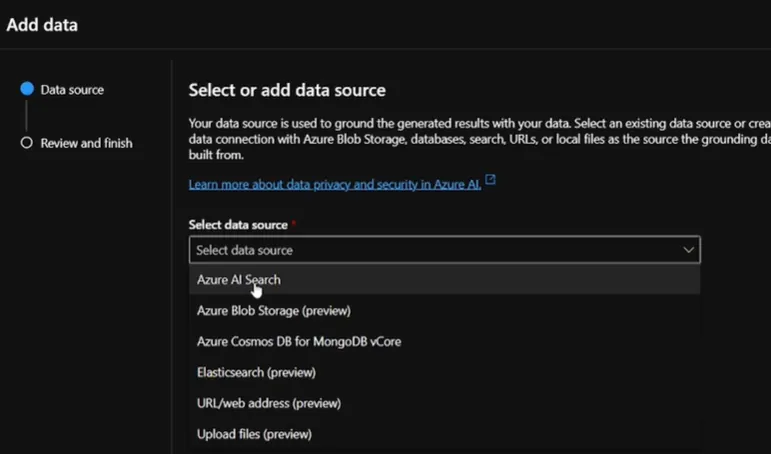 Add data
Data source
Review and finish
Select or add data source
Your data source is used to ground the generated results with your data. Select an existing data source or
data connection with Azure Blob Storage, databases, search, URLs, or local files as the source the grounding
built from.
Learn more about data privacy and security in Azure AI.
Select data source *
Select data source
Azure AI Search
Azure Blob Storage (preview)
Azure Cosmos DB for MongoDB vCore
Elasticsearch (preview)
URL/web address (preview)
Upload files (preview)